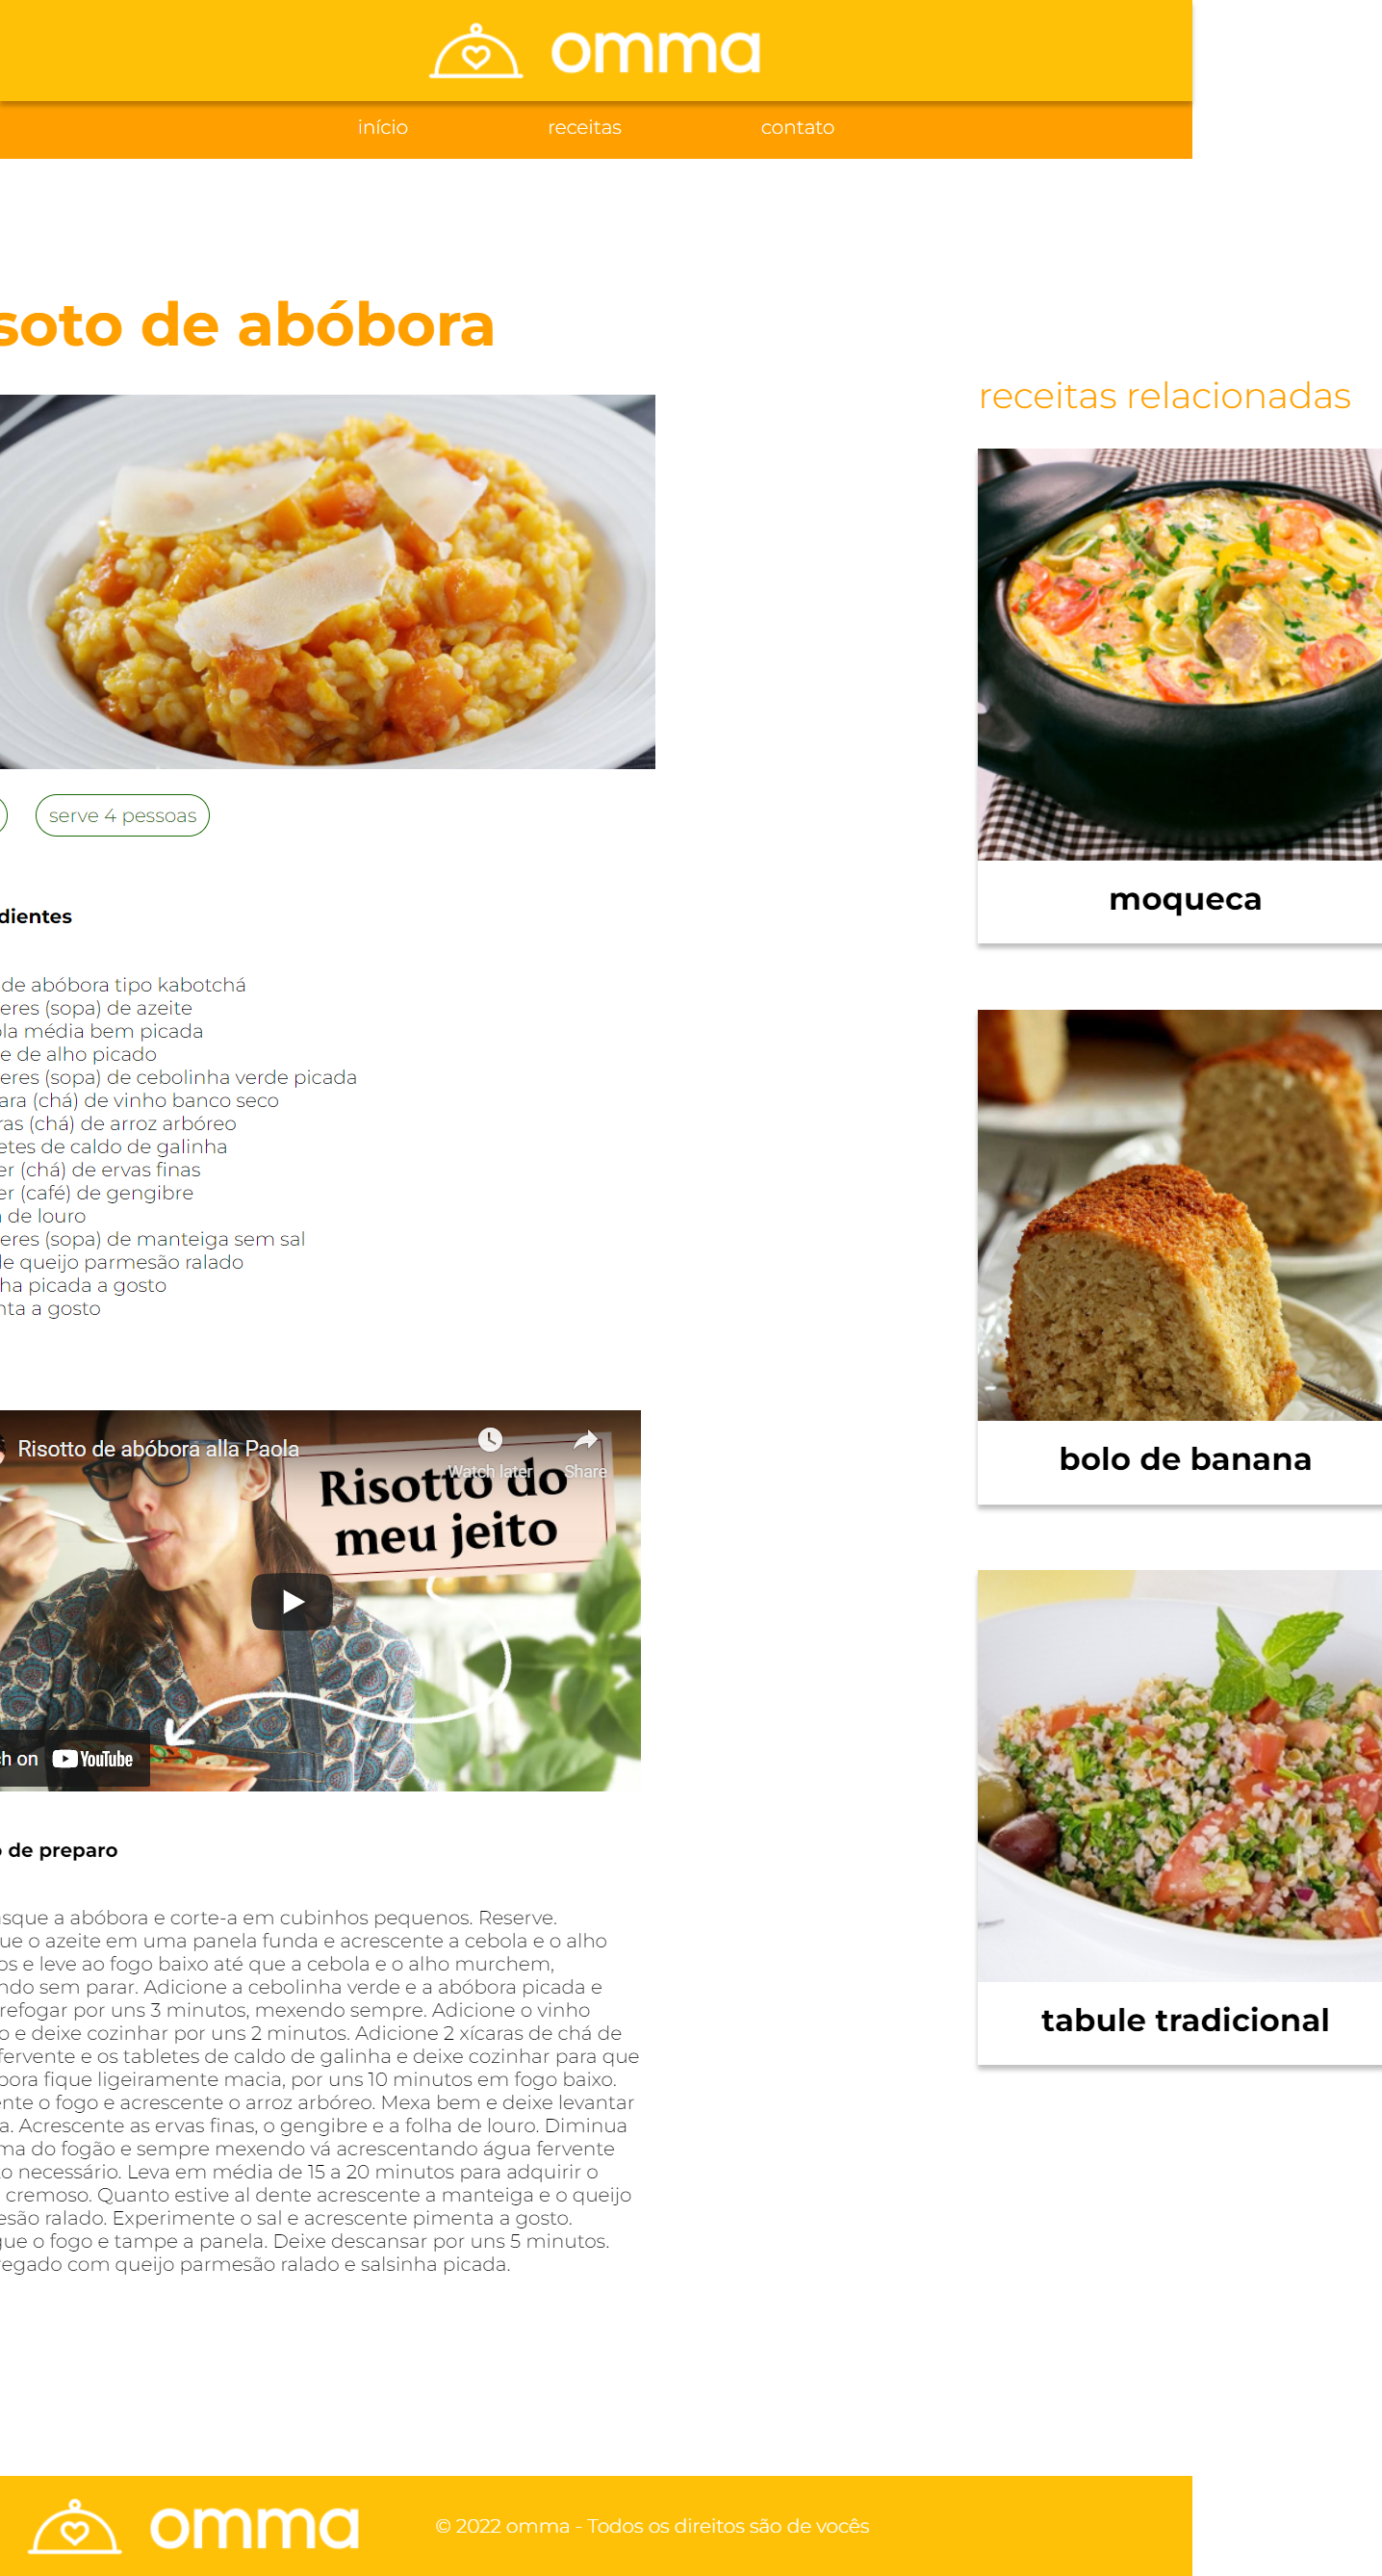 omma
início receitas contato
soto de abóbora
serve 4 pessoas
dientes
de abóbora tipo kabotchá
eres (sopa) de azeite
la média bem picada
e de alho picado
eres (sopa) de cebolinha verde picada
ara (chá) de vinho banco seco
ras (chá) de arroz arbóreo
etes de caldo de galinha
er (chá) de ervas finas
er (café) de gengibre
de louro
eres (sopa) de manteiga sem sal
de queijo parmesão ralado
ha picada a gosto
nta a gosto
Risotto de abóbora alla Paola
Watch later
Share
Risotto do
meu jeito
ch on YouTube
de preparo
sque a abóbora e corte-a em cubinhos pequenos. Reserve.
ue o azeite em uma panela funda e acrescente a cebola e o alho
os e leve ao fogo baixo até que a cebola e o alho murchem,
ndo sem parar. Adicione a cebolinha verde e a abóbora picada e
refogar por uns 3 minutos, mexendo sempre. Adicione o vinho
o e deixe cozinhar por uns 2 minutos. Adicione 2 xícaras de chá de
fervente e os tabletes de caldo de galinha e deixe cozinhar para que
bora fique ligeiramente macia, por uns 10 minutos em fogo baixo.
nte o fogo e acrescente o arroz arbóreo. Mexa bem e deixe levantar
a. Acrescente as ervas finas, o gengibre e a folha de louro. Diminua
ma do fogão e sempre mexendo vá acrescentando água fervente
o necessário. Leva em média de 15 a 20 minutos para adquirir o
cremoso. Quanto estive al dente acrescente a manteiga e o queijo
esão ralado. Experimente o sal e acrescente pimenta a gosto.
gue o fogo e tampe a panela. Deixe descansar por uns 5 minutos.
regado com queijo parmesão ralado e salsinha picada.
receitas relacionadas
moqueca
bolo de banana
tabule tradicional
omma
© 2022 omma - Todos os direitos são de vocês